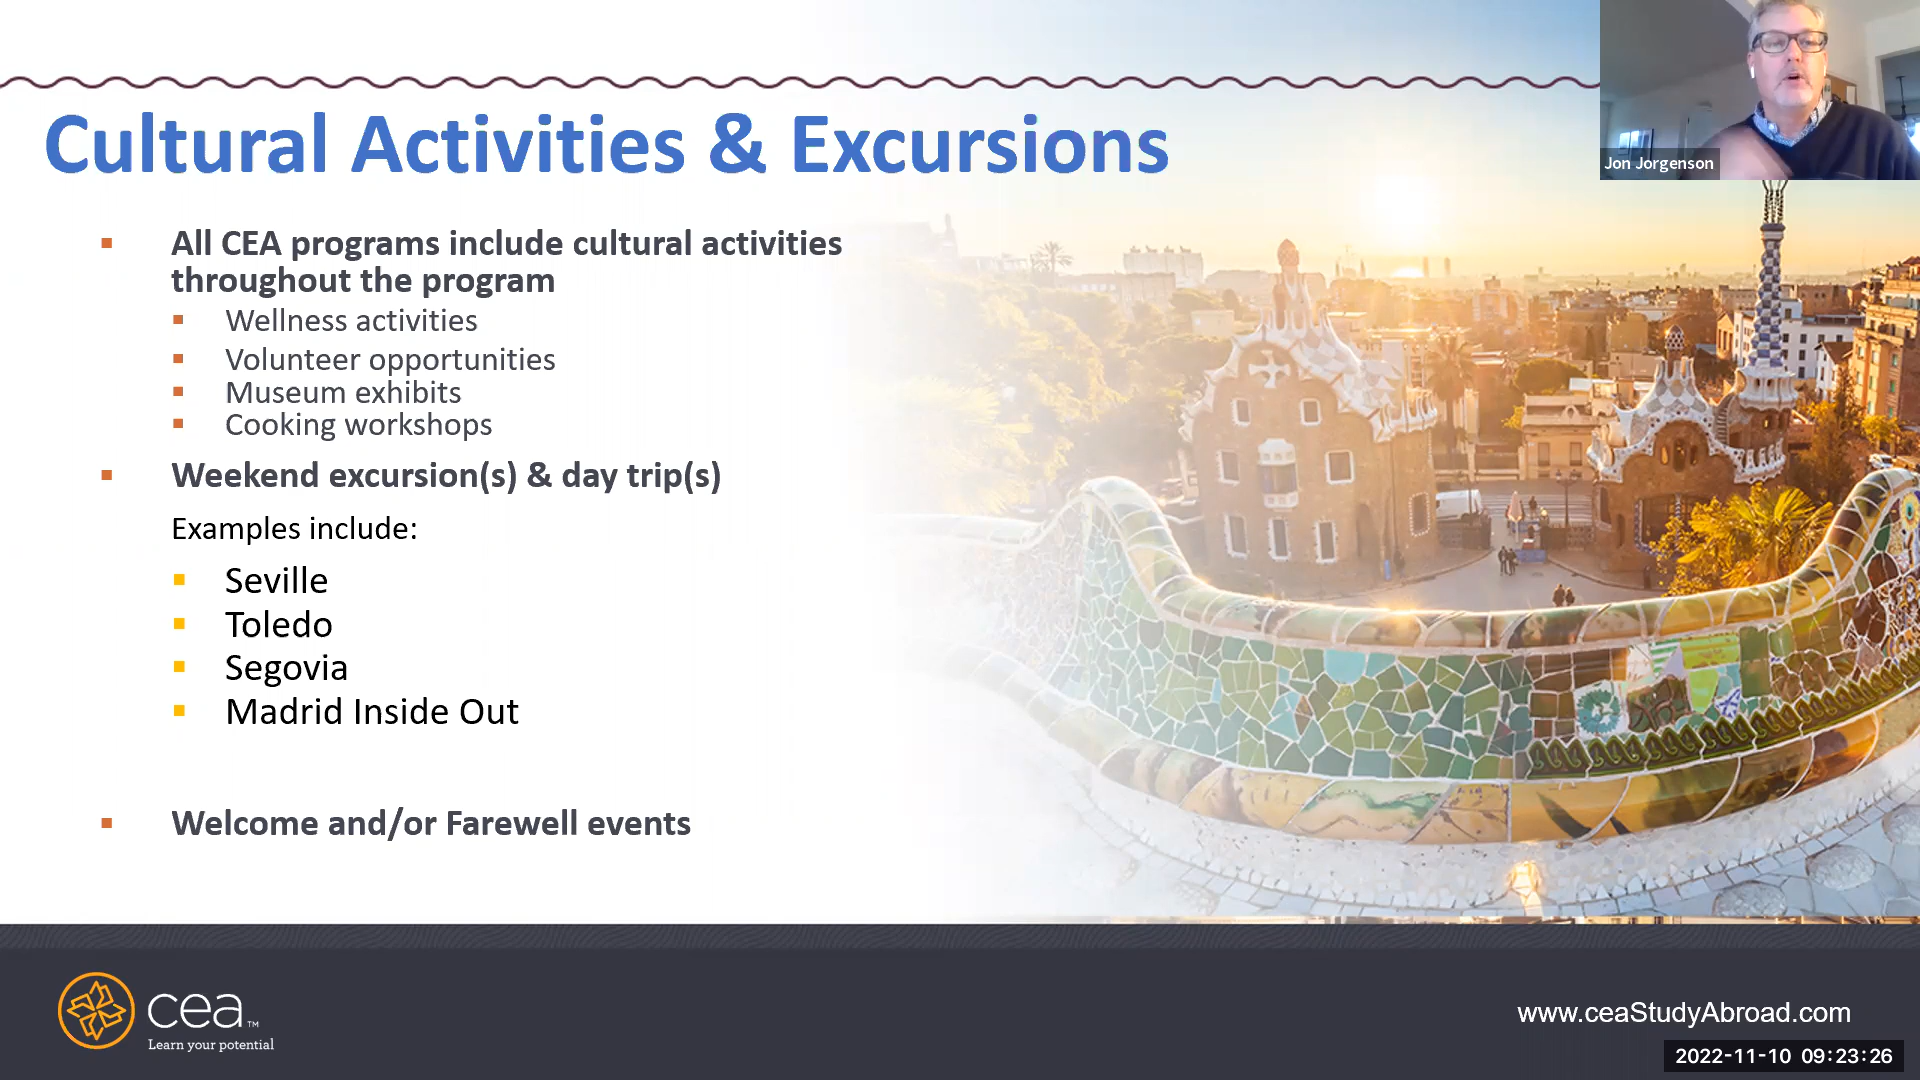 Cultural Activities & Excursions
Jon Jorgenson
All CEA programs include cultural activities
throughout the program
Wellness activities
Volunteer opportunities
Museum exhibits
Cooking workshops
Weekend excursion(s) & day trip(s)
Examples include:
Seville
Toledo
Segovia
Madrid Inside Out
Welcome and/or Farewell events
cea™
Learn your potential
www.ceaStudyAbroad.com
2022-11-10 09:23:26